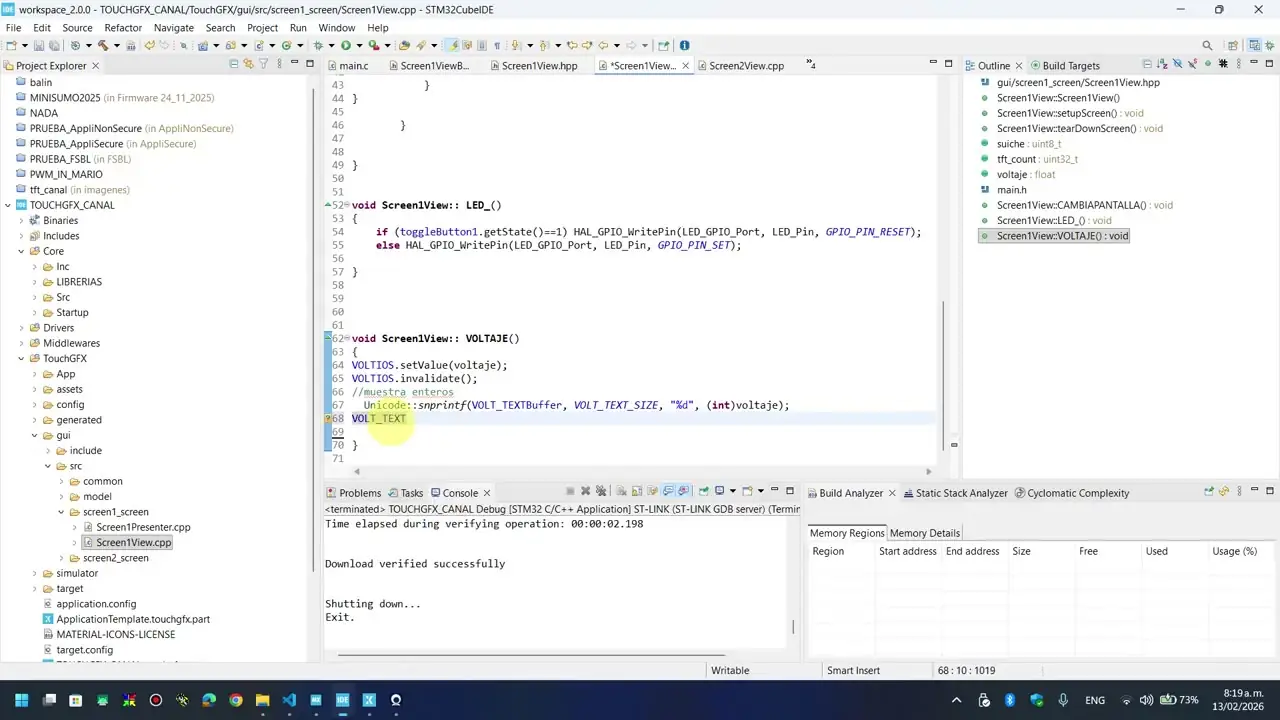 workspace_2.0.0 - TOUCHGFX_CANAL/TouchGFX/gui/src/screen1_screen/Screen1View.cpp - STM32CubeIDE
File Edit Source Refactor Navigate Search Project Run Window Help
Project Explorer
balin
MINISUMO2025 (in Firmware 24_11_2025)
NADA
PRUEBA_AppliNonSecure (in AppliNonSecure)
PRUEBA_AppliSecure (in AppliSecure)
PRUEBA_FSBL (in FSBL)
PWM_IN_MARIO
tft_canal (in imagenes)
TOUCHGFX_CANAL
Binaries
Includes
Core
Inc
LIBRERIAS
Src
Startup
Drivers
Middlewares
TouchGFX
App
assets
config
generated
gui
include
src
common
model
screen1_screen
Screen1Presenter.cpp
Screen1View.cpp
screen2_screen
simulator
target
application.config
ApplicationTemplate.touchgfx.part
MATERIAL-ICONS-LICENSE
target.config
main.c Screen1ViewB... Screen1View.hpp *Screen1View... Screen2View.cpp 4
43 }
44 }
45
46 }
47
48
49 }
50
51
52 void Screen1View:: LED_()
53 {
54 if (toggleButton1.getState()==1) HAL_GPIO_WritePin(LED_GPIO_Port, LED_Pin, GPIO_PIN_RESET);
55 else HAL_GPIO_WritePin(LED_GPIO_Port, LED_Pin, GPIO_PIN_SET);
56
57 }
58
59
60
61
62 void Screen1View:: VOLTAJE()
63 {
64 VOLTIOS.setValue(voltaje);
65 VOLTIOS.invalidate();
66 //muestra enteros
67 Unicode::snprintf(VOLT_TEXTBuffer, VOLT_TEXT_SIZE, "%d", (int)voltaje);
68 VOLT_TEXT
69
70 }
71
Outline Build Targets
gui/screen1_screen/Screen1View.hpp
Screen1View::Screen1View()
Screen1View::setupScreen() : void
Screen1View::tearDownScreen() : void
suiche : uint8_t
tft_count : uint32_t
voltaje : float
main.h
Screen1View::CAMBIAPANTALLA() : void
Screen1View::LED_() : void
Screen1View::VOLTAJE() : void
Problems Tasks Console
<terminated> TOUCHGFX_CANAL Debug [STM32 C/C++ Application] ST-LINK (ST-LINK GDB server) (Termin
Time elapsed during verifying operation: 00:00:02.198
Download verified successfully
Shutting down...
Exit.
Build Analyzer Static Stack Analyzer Cyclomatic Complexity
Memory Regions Memory Details
Region Start address End address Size Free Used Usage (%)
Writable Smart Insert 68 : 10 : 1019
ENG 73% 8:19 a.m.
13/02/2026